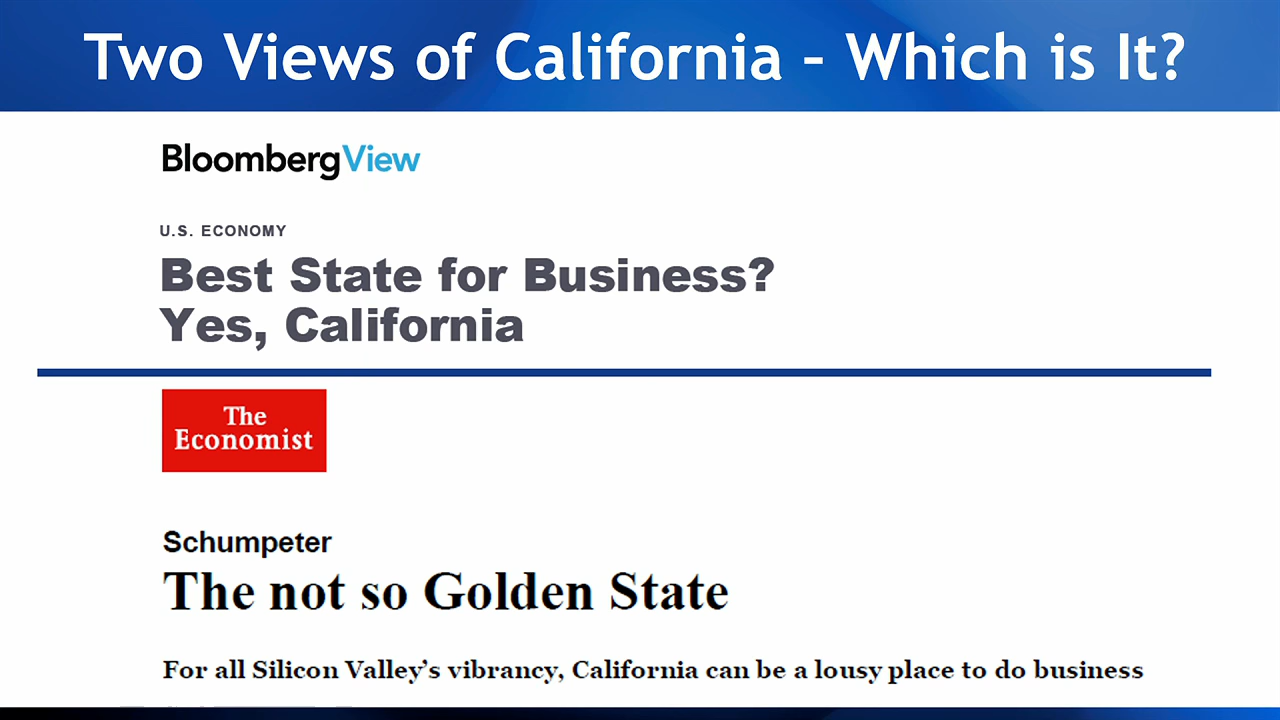 Two Views of California – Which is It?
BloombergView
U.S. ECONOMY
Best State for Business?
Yes, California
The
Economist
Schumpeter
The not so Golden State
For all Silicon Valley’s vibrancy, California can be a lousy place to do business